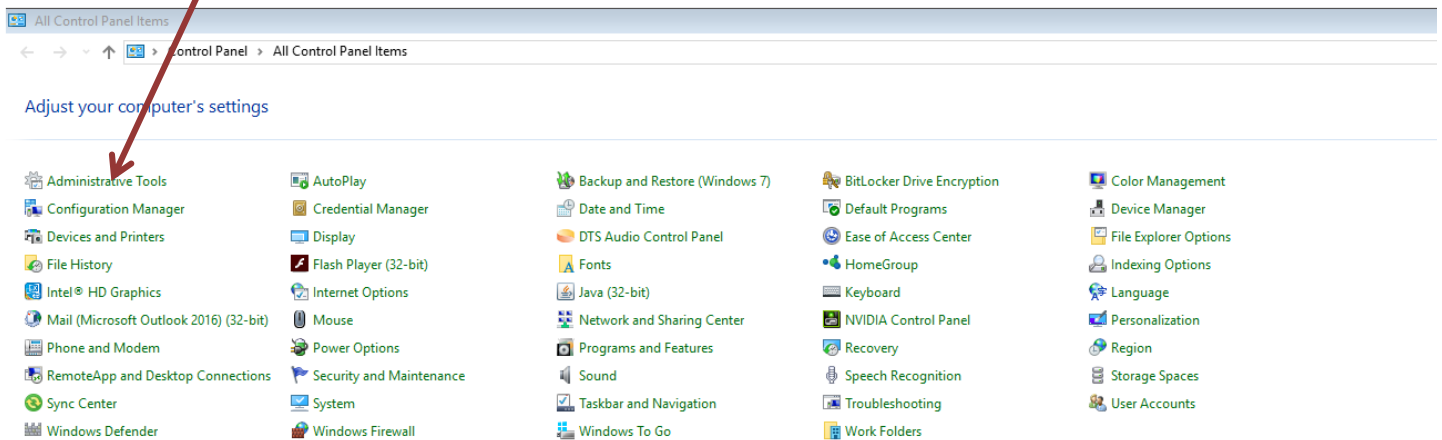 All Control Panel Items
Control Panel > All Control Panel Items
Adjust your computer's settings
Administrative Tools AutoPlay Backup and Restore (Windows 7) BitLocker Drive Encryption Color Management
Configuration Manager Credential Manager Date and Time Default Programs Device Manager
Devices and Printers Display DTS Audio Control Panel Ease of Access Center File Explorer Options
File History Flash Player (32-bit) Fonts HomeGroup Indexing Options
Intel® HD Graphics Internet Options Java (32-bit) Keyboard Language
Mail (Microsoft Outlook 2016) (32-bit) Mouse Network and Sharing Center NVIDIA Control Panel Personalization
Phone and Modem Power Options Programs and Features Recovery Region
RemoteApp and Desktop Connections Security and Maintenance Sound Speech Recognition Storage Spaces
Sync Center System Taskbar and Navigation Troubleshooting User Accounts
Windows Defender Windows Firewall Windows To Go Work Folders